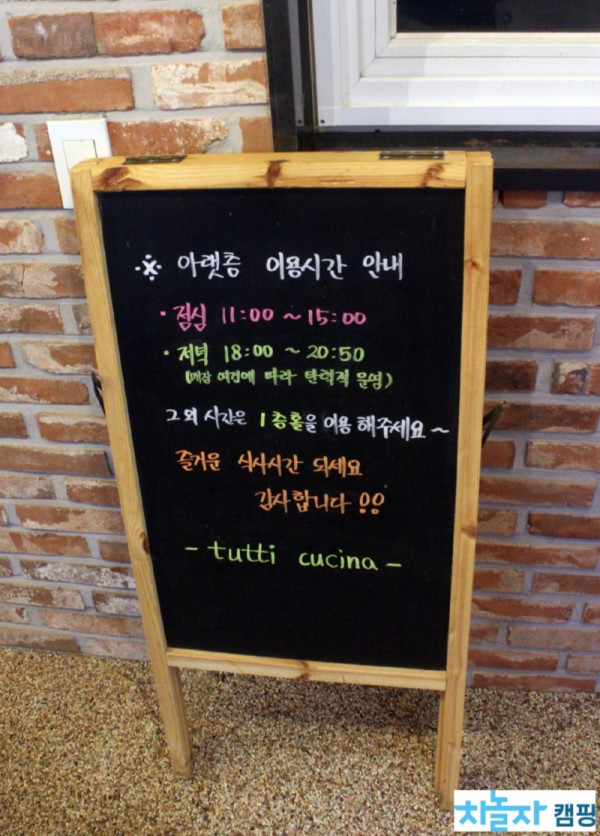 ※ 아랫층 이용시간 안내
• 점심 11:00 ~ 15:00
• 저녁 18:00 ~ 20:50
(매장 여건에 따라 탄력적 운영)
그 외 시간은 1층홀을 이용해주세요~
즐거운 식사시간 되세요
감사합니다 !!
- tutti cucina -
차놀자 캠핑